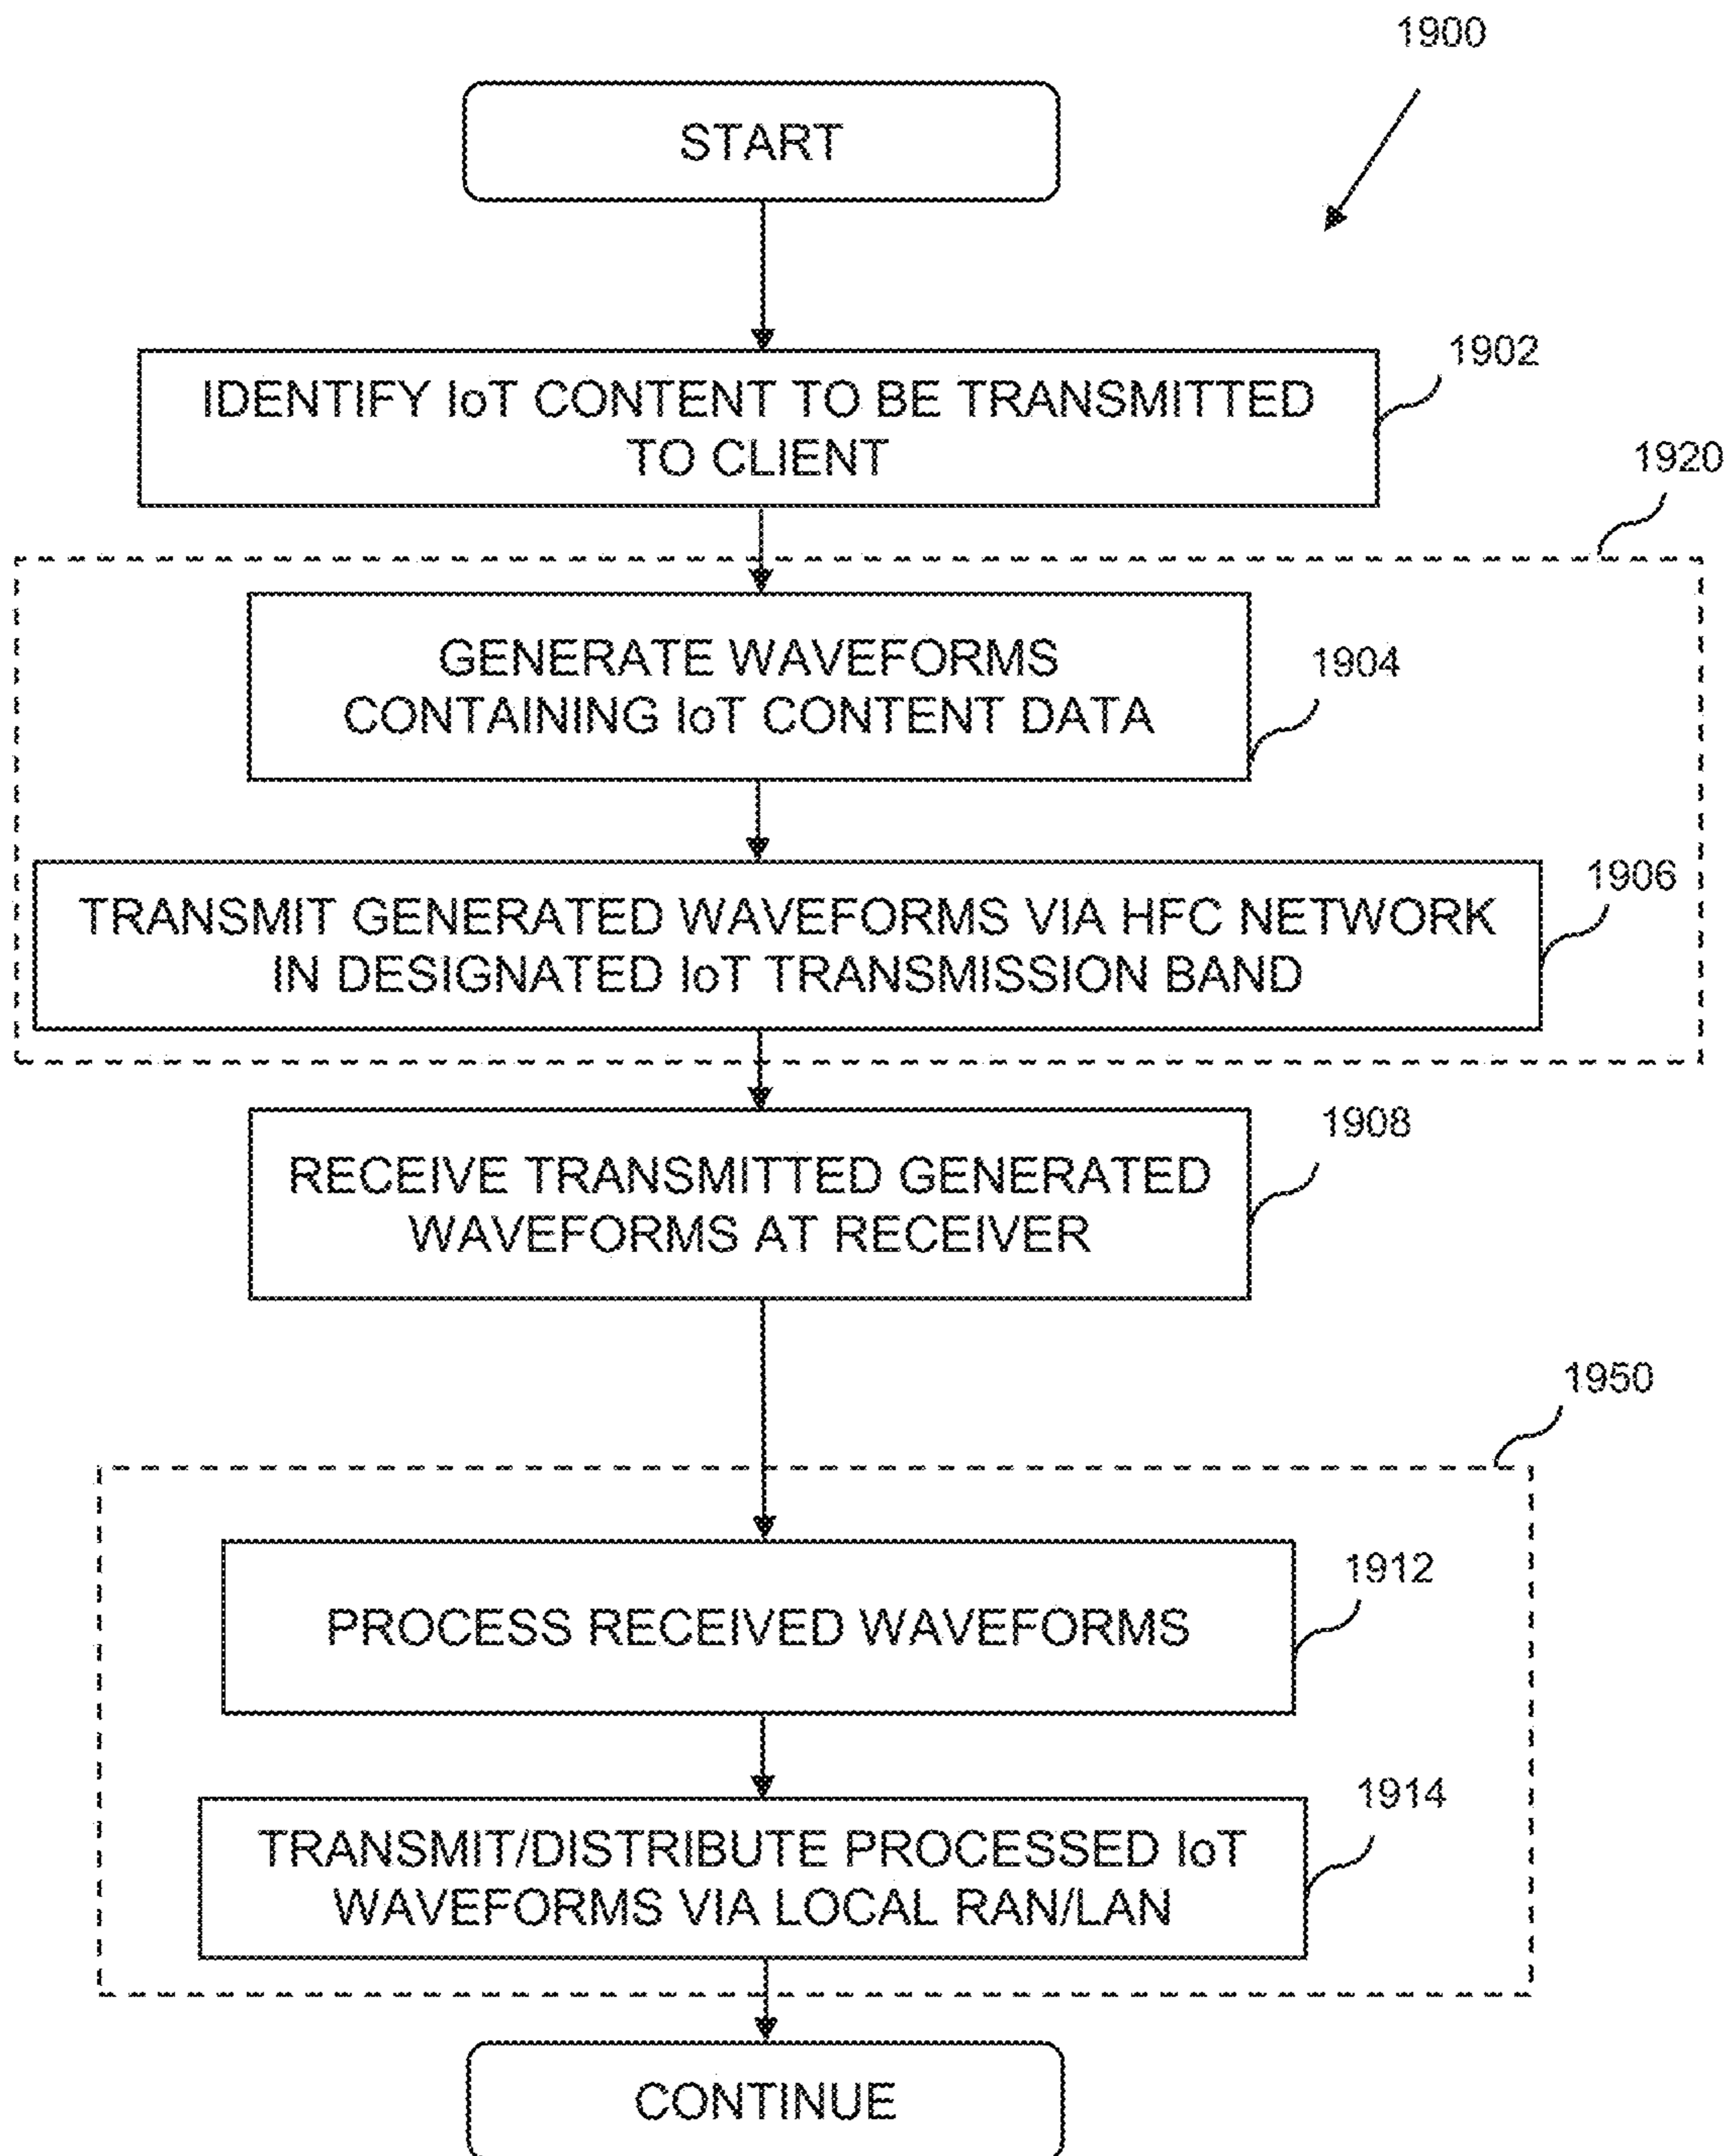 1900
START
1902
IDENTIFY IoT CONTENT TO BE TRANSMITTED
TO CLIENT
1920
GENERATE WAVEFORMS
CONTAINING IoT CONTENT DATA
1904
1906
TRANSMIT GENERATED WAVEFORMS VIA HFC NETWORK
IN DESIGNATED IoT TRANSMISSION BAND
1908
RECEIVE TRANSMITTED GENERATED
WAVEFORMS AT RECEIVER
1950
1912
PROCESS RECEIVED WAVEFORMS
1914
TRANSMIT/DISTRIBUTE PROCESSED IoT
WAVEFORMS VIA LOCAL RAN/LAN
CONTINUE